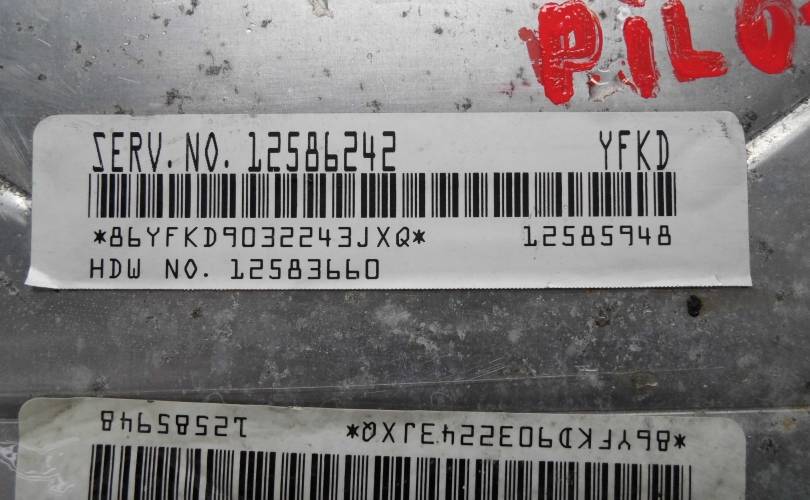 PiLO
SERV. NO. 12586242 YFKD
*86YFKD9032243JXQ* 12585948
HDW NO. 12583660
*86YFKD9032243JXQ* 12585948